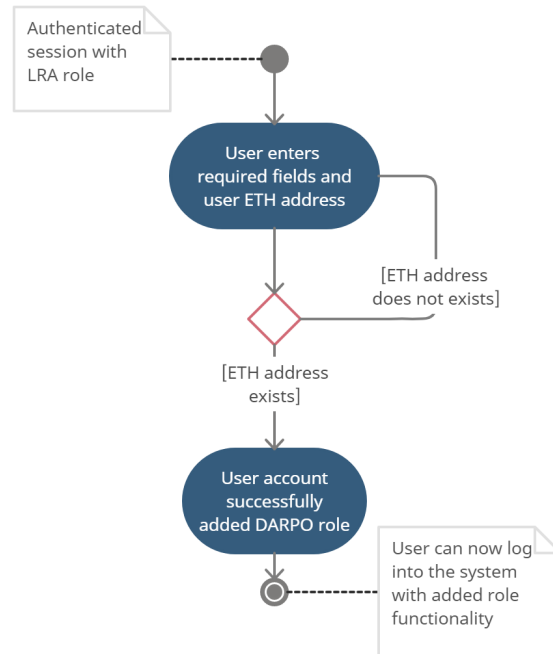 Authenticated
session with
LRA role
User enters
required fields and
user ETH address
[ETH address
does not exists]
[ETH address
exists]
User account
successfully
added DARPO role
User can now log
into the system
with added role
functionality